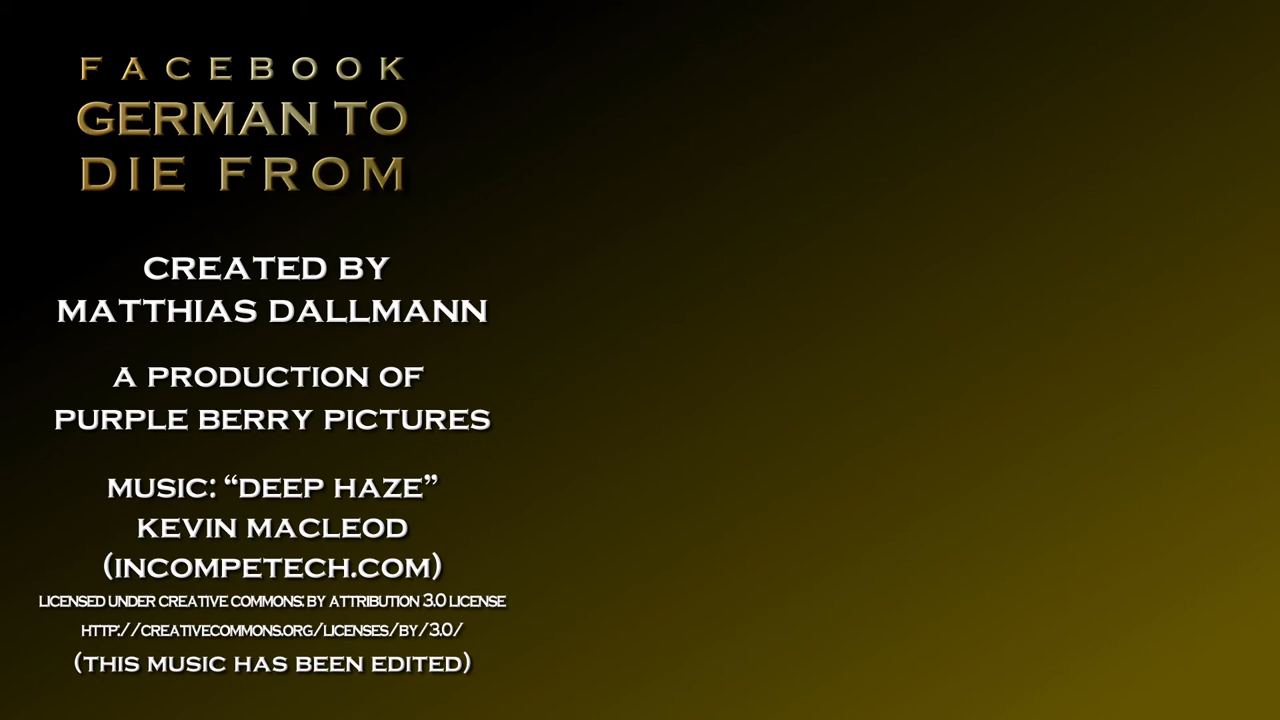 FACEBOOK
GERMAN TO
DIE FROM
CREATED BY
MATTHIAS DALLMANN
A PRODUCTION OF
PURPLE BERRY PICTURES
MUSIC: “DEEP HAZE”
KEVIN MACLEOD
(INCOMPETECH.COM)
LICENSED UNDER CREATIVE COMMONS: BY ATTRIBUTION 3.0 LICENSE
HTTP://CREATIVECOMMONS.ORG/LICENSES/BY/3.0/
(THIS MUSIC HAS BEEN EDITED)